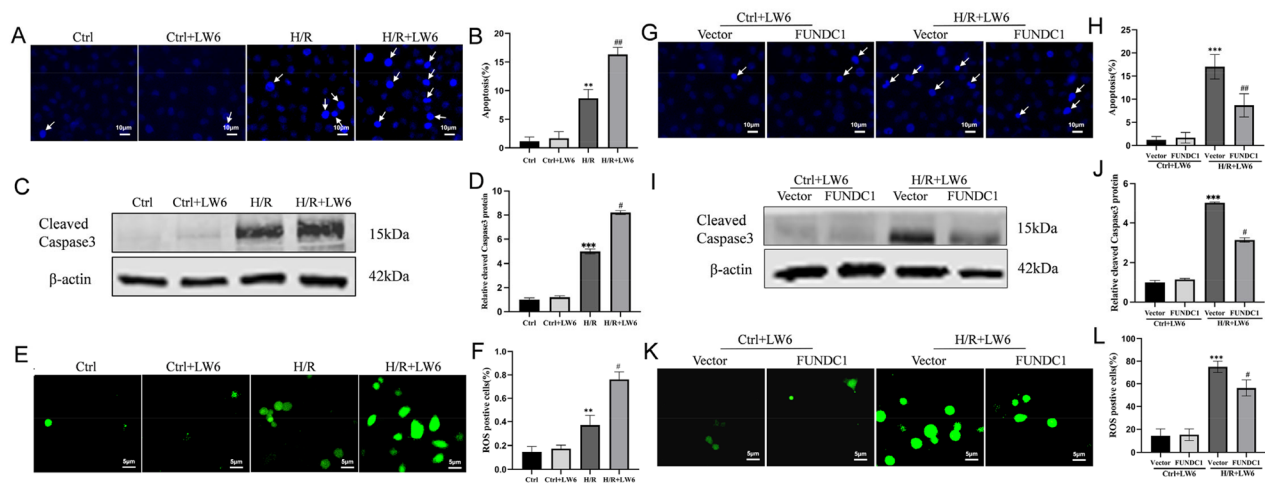 A
Ctrl
Ctrl+LW6
H/R
H/R+LW6
10μm
10μm
10μm
10μm
B
Apoptosis(%)
20
15
10
5
0
**
##
Ctrl
Ctrl+LW6
H/R
H/R+LW6
C
Ctrl
Ctrl+LW6
H/R
H/R+LW6
Cleaved
Caspase3
15kDa
β-actin
42kDa
D
Relative cleaved Caspase3 protein
10
8
6
4
2
0
***
#
Ctrl
Ctrl+LW6
H/R
H/R+LW6
E
Ctrl
Ctrl+LW6
H/R
H/R+LW6
5μm
5μm
5μm
5μm
F
ROS postive cells(%)
1.0
0.8
0.6
0.4
0.2
0.0
**
#
Ctrl
Ctrl+LW6
H/R
H/R+LW6
G
Ctrl+LW6
H/R+LW6
Vector
FUNDC1
Vector
FUNDC1
10μm
10μm
10μm
10μm
H
Apoptosis(%)
25
20
15
10
5
0
***
##
Vector
FUNDC1
Vector
FUNDC1
Ctrl+LW6
H/R+LW6
I
Ctrl+LW6
H/R+LW6
Vector
FUNDC1
Vector
FUNDC1
Cleaved
Caspase3
15kDa
β-actin
42kDa
J
Relative cleaved Caspase3 protein
6
4
2
0
***
#
Vector
FUNDC1
Vector
FUNDC1
Ctrl+LW6
H/R+LW6
K
Ctrl+LW6
H/R+LW6
Vector
FUNDC1
Vector
FUNDC1
5μm
5μm
5μm
5μm
L
ROS postive cells(%)
100
80
60
40
20
0
***
#
Vector
FUNDC1
Vector
FUNDC1
Ctrl+LW6
H/R+LW6